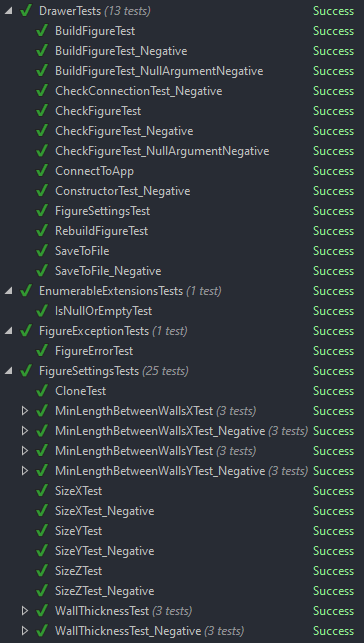 DrawerTests (13 tests) Success
BuildFigureTest Success
BuildFigureTest_Negative Success
BuildFigureTest_NullArgumentNegative Success
CheckConnectionTest_Negative Success
CheckFigureTest Success
CheckFigureTest_Negative Success
CheckFigureTest_NullArgumentNegative Success
ConnectToApp Success
ConstructorTest_Negative Success
FigureSettingsTest Success
RebuildFigureTest Success
SaveToFile Success
SaveToFile_Negative Success
EnumerableExtensionsTests (1 test) Success
IsNullOrEmptyTest Success
FigureExceptionTests (1 test) Success
FigureErrorTest Success
FigureSettingsTests (25 tests) Success
CloneTest Success
MinLengthBetweenWallsXTest (3 tests) Success
MinLengthBetweenWallsXTest_Negative (3 tests) Success
MinLengthBetweenWallsYTest (3 tests) Success
MinLengthBetweenWallsYTest_Negative (3 tests) Success
SizeXTest Success
SizeXTest_Negative Success
SizeYTest Success
SizeYTest_Negative Success
SizeZTest Success
SizeZTest_Negative Success
WallThicknessTest (3 tests) Success
WallThicknessTest_Negative (3 tests) Success